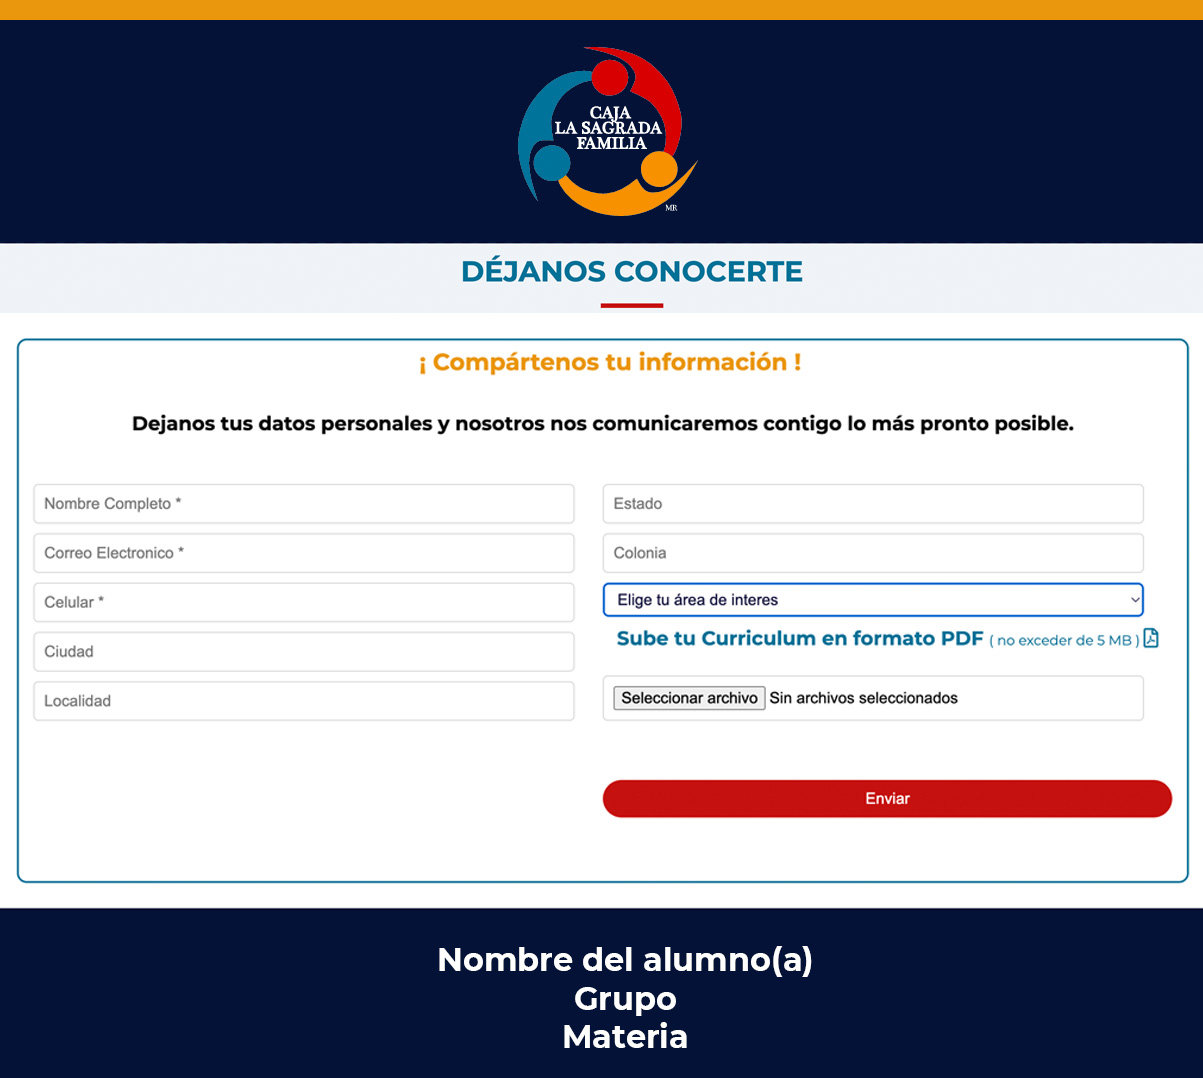 CAJA
LA SAGRADA
FAMILIA
MR
DÉJANOS CONOCERTE
¡ Compártenos tu información !
Dejanos tus datos personales y nosotros nos comunicaremos contigo lo más pronto posible.
Nombre Completo *
Correo Electronico *
Celular *
Ciudad
Localidad
Estado
Colonia
Elige tu área de interes
Sube tu Curriculum en formato PDF ( no exceder de 5 MB )
Seleccionar archivo Sin archivos seleccionados
Enviar
Nombre del alumno(a)
Grupo
Materia